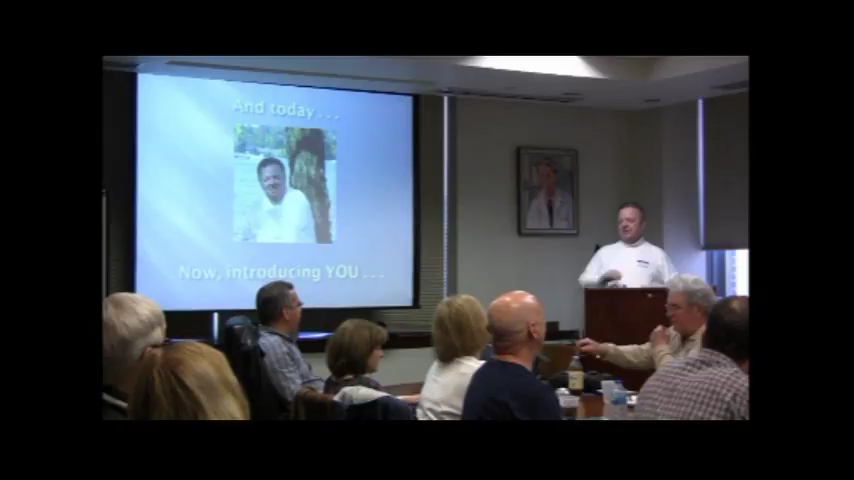 And today . . .
Now, introducing YOU . . .